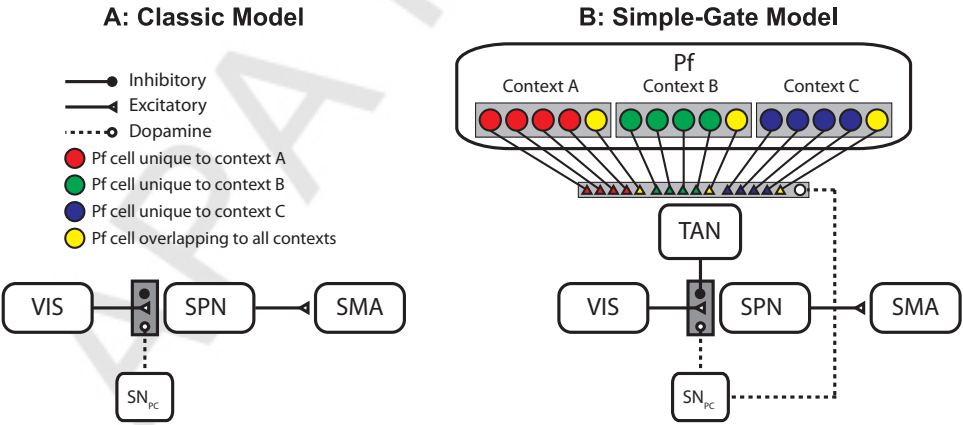 A: Classic Model
Inhibitory
Excitatory
Dopamine
Pf cell unique to context A
Pf cell unique to context B
Pf cell unique to context C
Pf cell overlapping to all contexts
VIS
SPN
SMA
SNPC
B: Simple-Gate Model
Pf
Context A Context B Context C
TAN
VIS
SPN
SMA
SNPC
APA